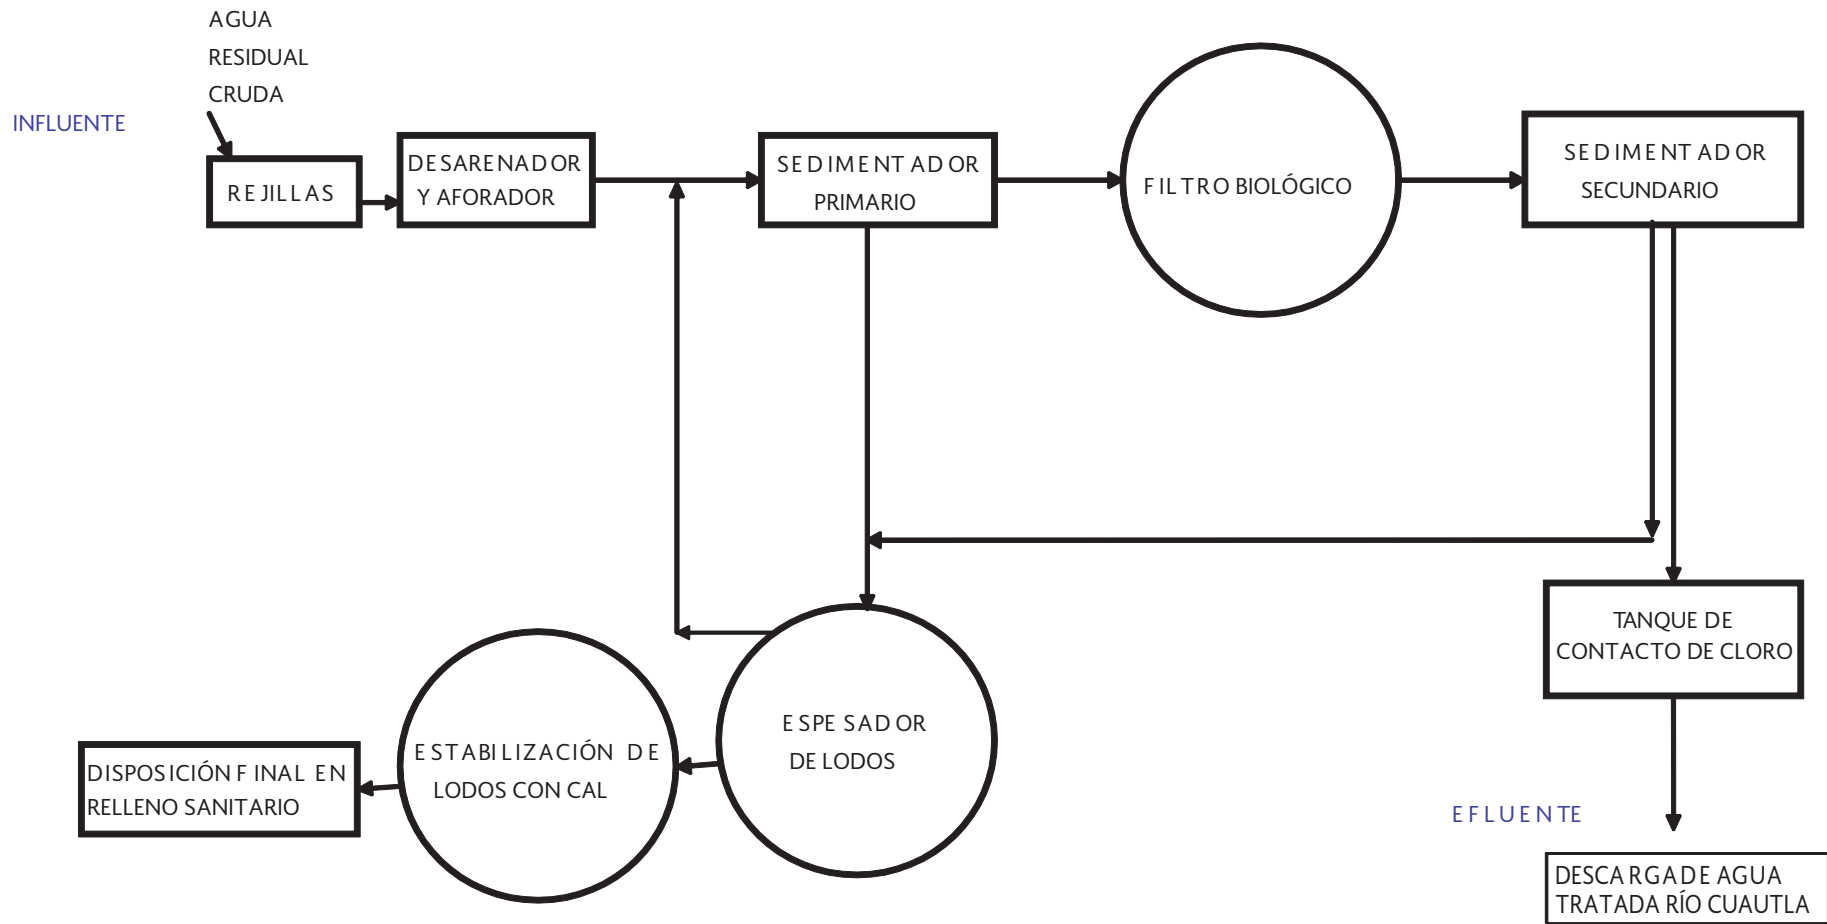 AGUA
RESIDUAL
CRUDA
INFLUENTE
REJILLAS
DESARENADOR
Y AFORADOR
SEDIMENTADOR
PRIMARIO
FILTRO BIOLÓGICO
SEDIMENTADOR
SECUNDARIO
TANQUE DE
CONTACTO DE CLORO
ESPESADOR
DE LODOS
ESTABILIZACIÓN DE
LODOS CON CAL
DISPOSICIÓN FINAL EN
RELLENO SANITARIO
EFLUENTE
DESCARGA DE AGUA
TRATADA RÍO CUAUTLA